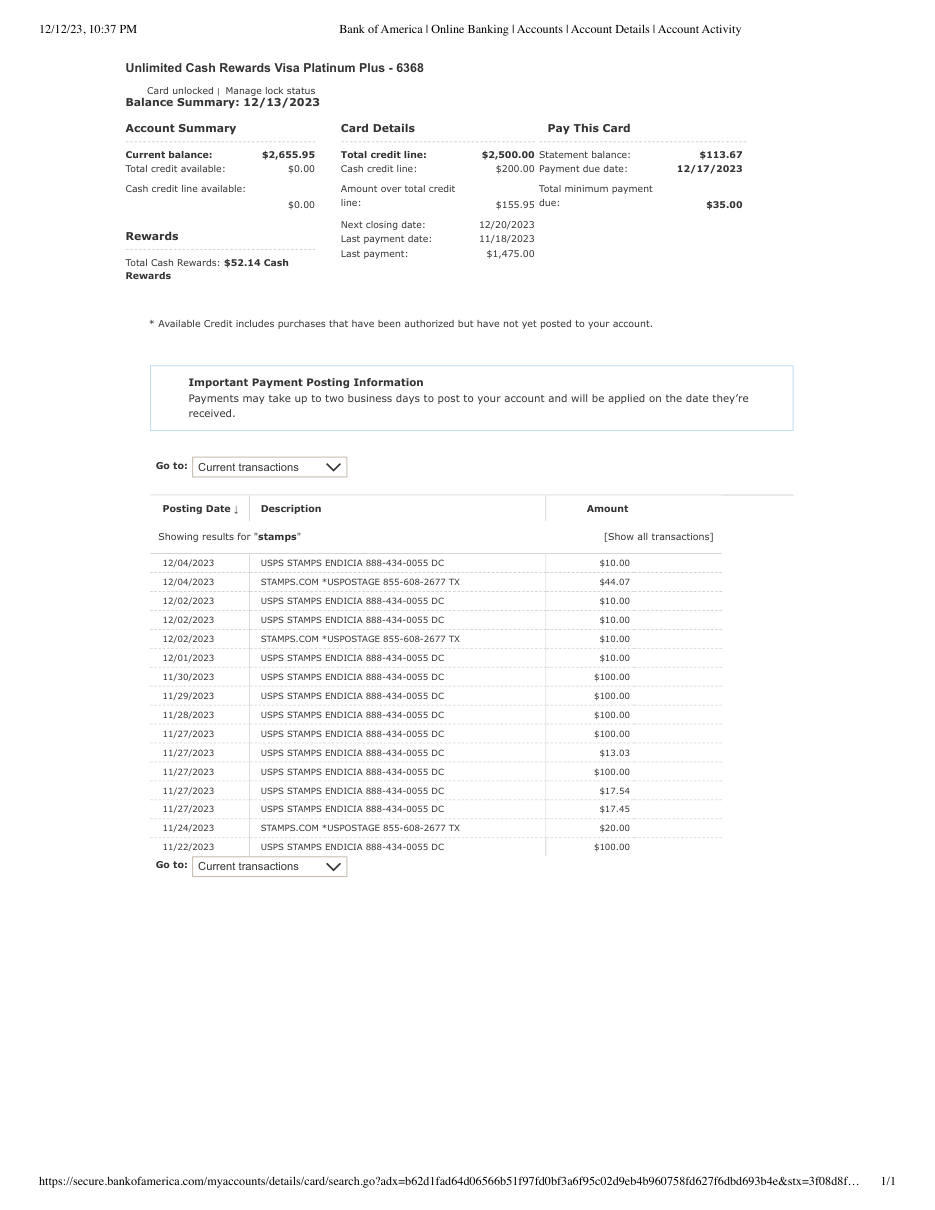 12/12/23, 10:37 PM Bank of America | Online Banking | Accounts | Account Details | Account Activity
Unlimited Cash Rewards Visa Platinum Plus - 6368
Card unlocked | Manage lock status
Balance Summary: 12/13/2023
Account Summary Card Details Pay This Card
Current balance: $2,655.95 Total credit line: $2,500.00 Statement balance: $113.67
Total credit available: $0.00 Cash credit line: $200.00 Payment due date: 12/17/2023
Cash credit line available: Amount over total credit Total minimum payment
$0.00 line: $155.95 due: $35.00
Next closing date: 12/20/2023
Rewards Last payment date: 11/18/2023
Last payment: $1,475.00
Total Cash Rewards: $52.14 Cash
Rewards
* Available Credit includes purchases that have been authorized but have not yet posted to your account.
Important Payment Posting Information
Payments may take up to two business days to post to your account and will be applied on the date they’re
received.
Go to: Current transactions
Posting Date ↓ Description Amount
Showing results for "stamps" [Show all transactions]
12/04/2023 USPS STAMPS ENDICIA 888-434-0055 DC $10.00
12/04/2023 STAMPS.COM *USPOSTAGE 855-608-2677 TX $44.07
12/02/2023 USPS STAMPS ENDICIA 888-434-0055 DC $10.00
12/02/2023 USPS STAMPS ENDICIA 888-434-0055 DC $10.00
12/02/2023 STAMPS.COM *USPOSTAGE 855-608-2677 TX $10.00
12/01/2023 USPS STAMPS ENDICIA 888-434-0055 DC $10.00
11/30/2023 USPS STAMPS ENDICIA 888-434-0055 DC $100.00
11/29/2023 USPS STAMPS ENDICIA 888-434-0055 DC $100.00
11/28/2023 USPS STAMPS ENDICIA 888-434-0055 DC $100.00
11/27/2023 USPS STAMPS ENDICIA 888-434-0055 DC $100.00
11/27/2023 USPS STAMPS ENDICIA 888-434-0055 DC $13.03
11/27/2023 USPS STAMPS ENDICIA 888-434-0055 DC $100.00
11/27/2023 USPS STAMPS ENDICIA 888-434-0055 DC $17.54
11/27/2023 USPS STAMPS ENDICIA 888-434-0055 DC $17.45
11/24/2023 STAMPS.COM *USPOSTAGE 855-608-2677 TX $20.00
11/22/2023 USPS STAMPS ENDICIA 888-434-0055 DC $100.00
Go to: Current transactions
https://secure.bankofamerica.com/myaccounts/details/card/search.go?adx=b62d1fad64d06566b51f97fd0bf3a6f95c02d9eb4b960758fd627f6dbd693b4e&stx=3f08d8f… 1/1